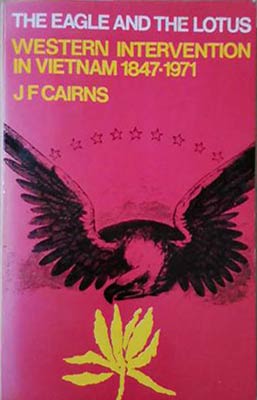 THE EAGLE AND THE LOTUS
WESTERN INTERVENTION
IN VIETNAM 1847-1971
J F CAIRNS